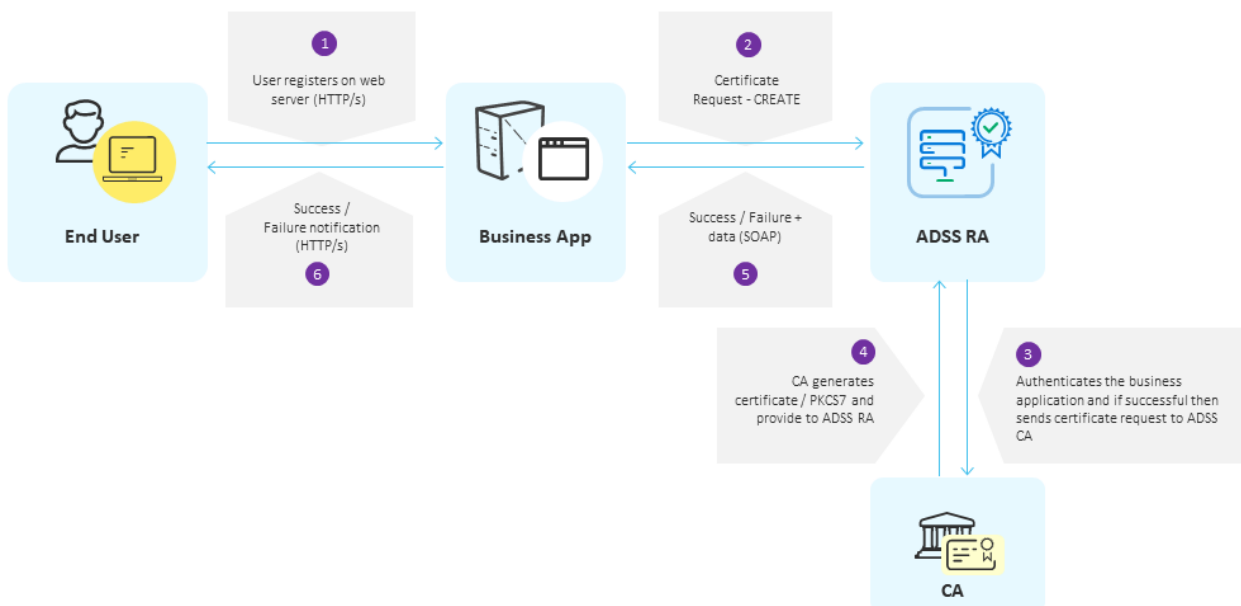 1
User registers on web
server (HTTP/s)
2
Certificate
Request - CREATE
End User
Business App
ADSS RA
Success /
Failure notification
(HTTP/s)
6
Success / Failure +
data (SOAP)
5
4
CA generates
certificate / PKCS7 and
provide to ADSS RA
3
Authenticates the business
application and if successful then
sends certificate request to ADSS
CA
CA